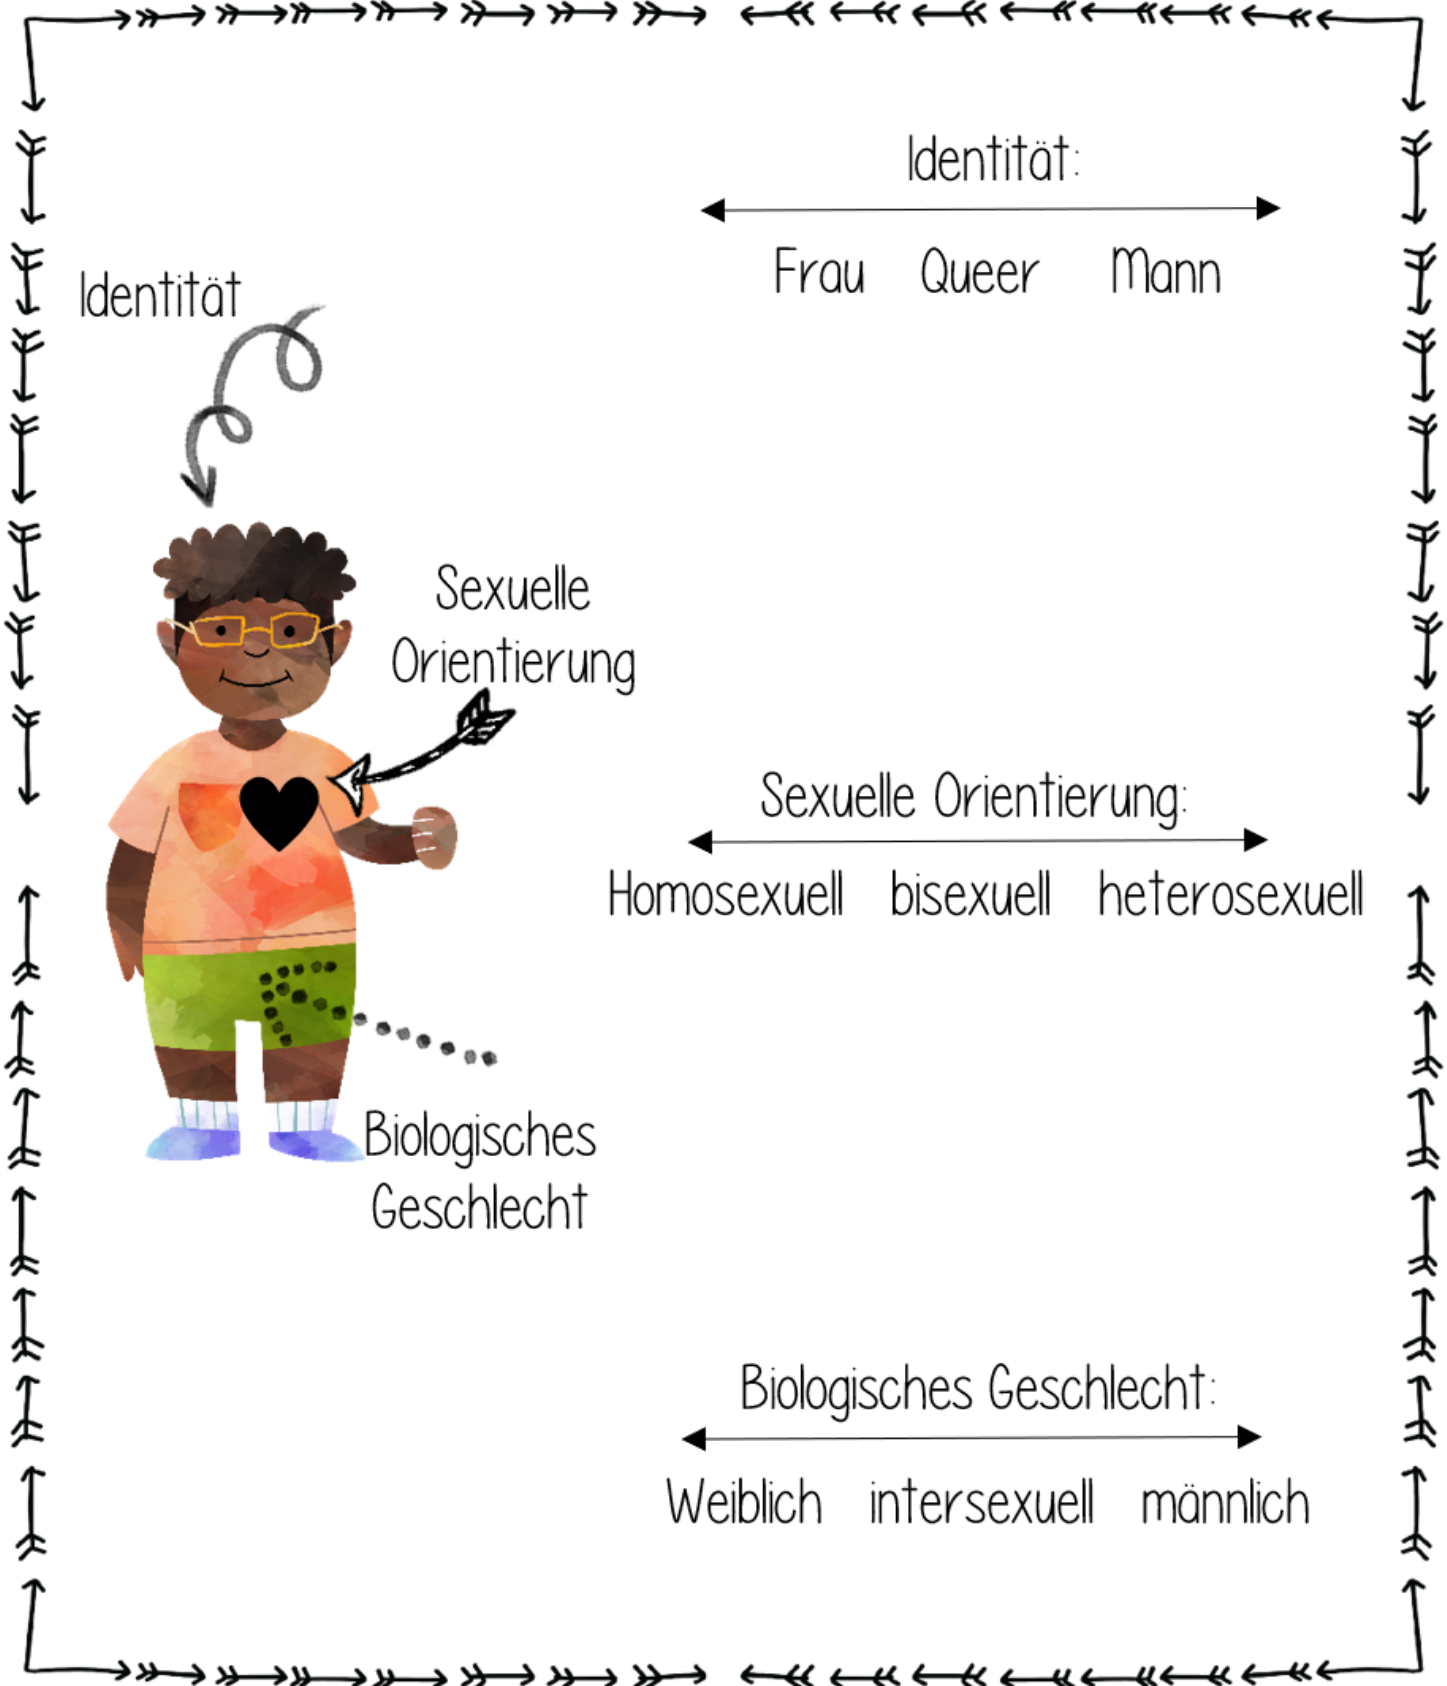 Identität:
Frau Queer Mann
Identität
Sexuelle
Orientierung
Sexuelle Orientierung:
Homosexuell bisexuell heterosexuell
Biologisches
Geschlecht
Biologisches Geschlecht:
Weiblich intersexuell männlich